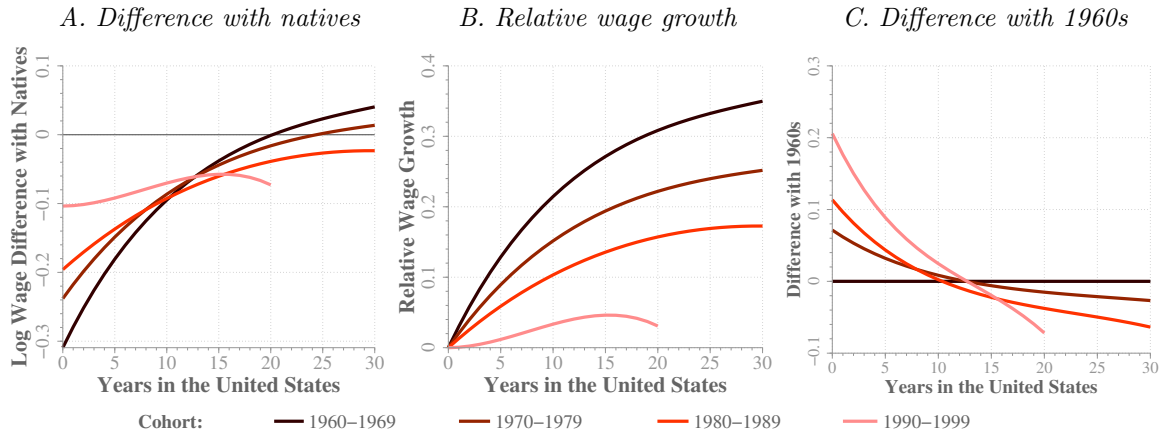 A. Difference with natives
B. Relative wage growth
C. Difference with 1960s
Log Wage Difference with Natives
0.1
0
−0.1
−0.2
−0.3
0 5 10 15 20 25 30
Years in the United States
Relative Wage Growth
0.4
0.3
0.2
0.1
0
0 5 10 15 20 25 30
Years in the United States
Difference with 1960s
0.3
0.2
0.1
0
−0.1
0 5 10 15 20 25 30
Years in the United States
Cohort: 1960–1969 1970–1979 1980–1989 1990–1999